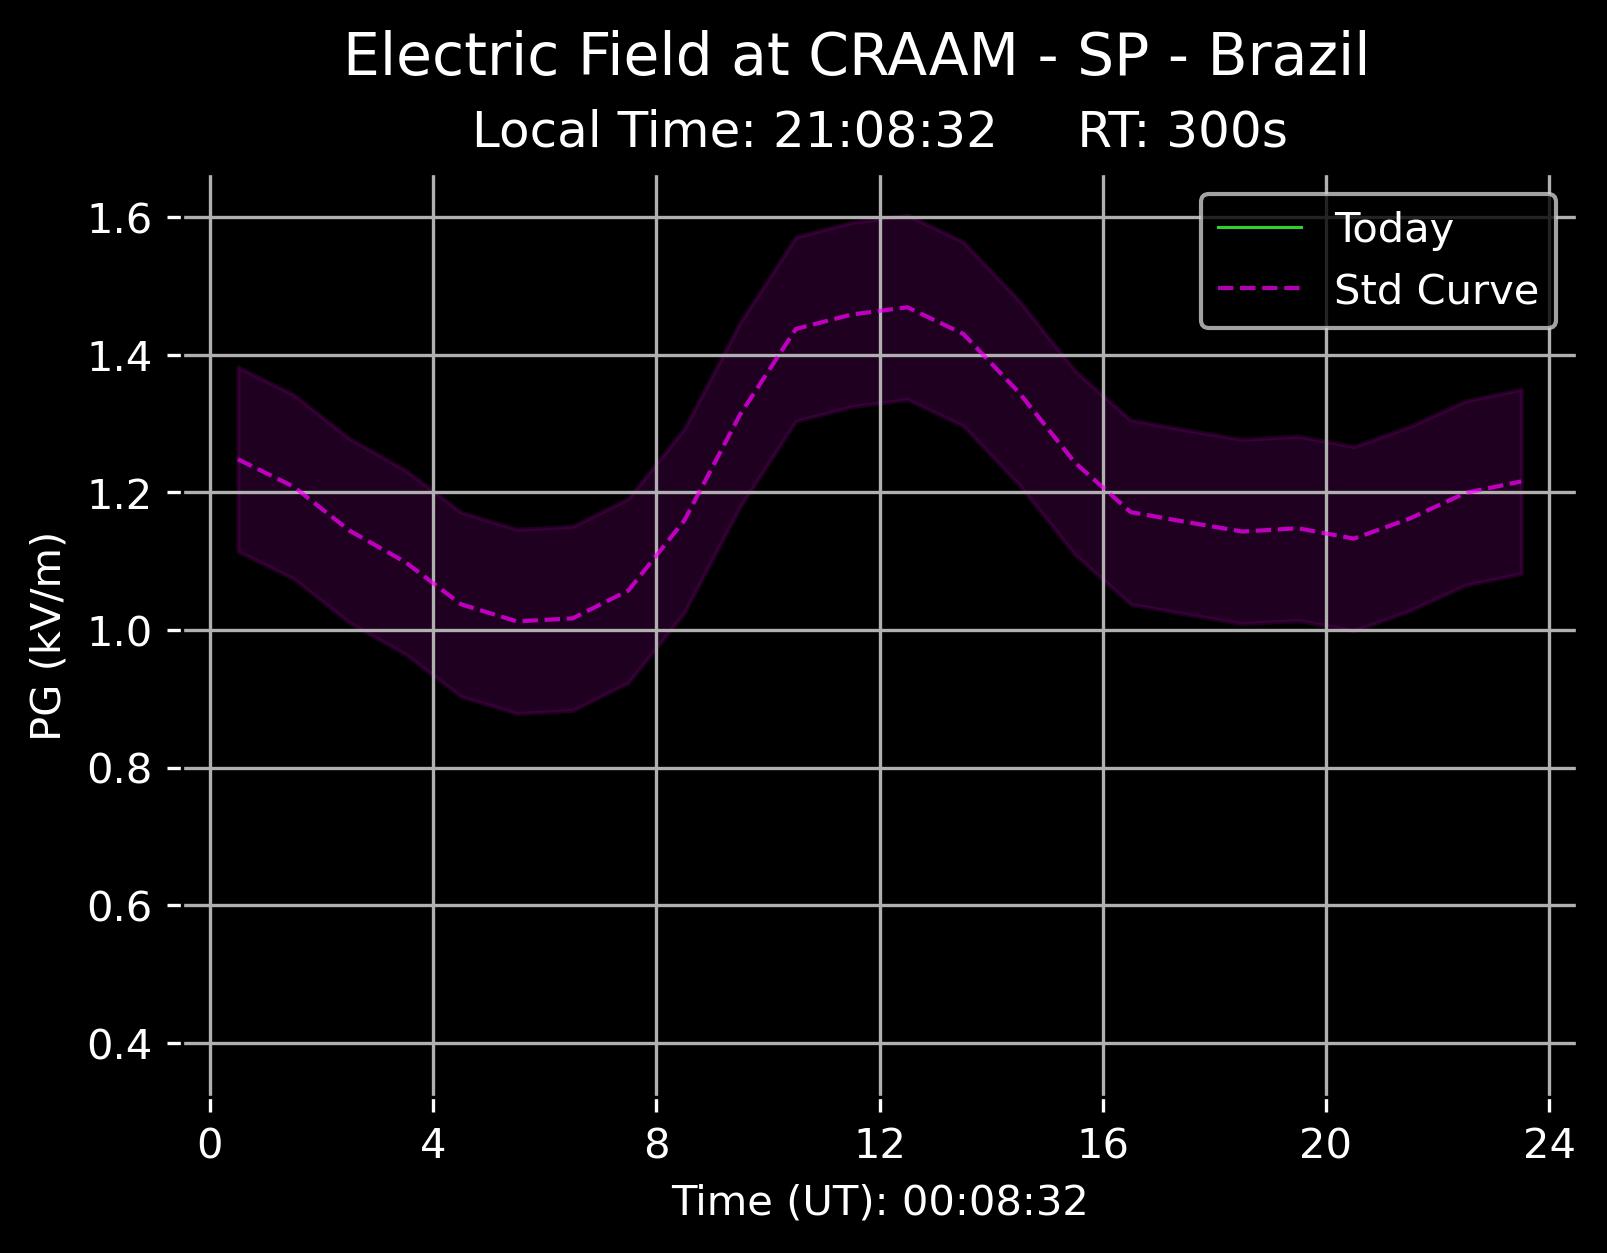 Electric Field at CRAAM - SP - Brazil
Local Time: 21:08:32 RT: 300s
Today
Std Curve
PG (kV/m)
1.6
1.4
1.2
1.0
0.8
0.6
0.4
0 4 8 12 16 20 24
Time (UT): 00:08:32